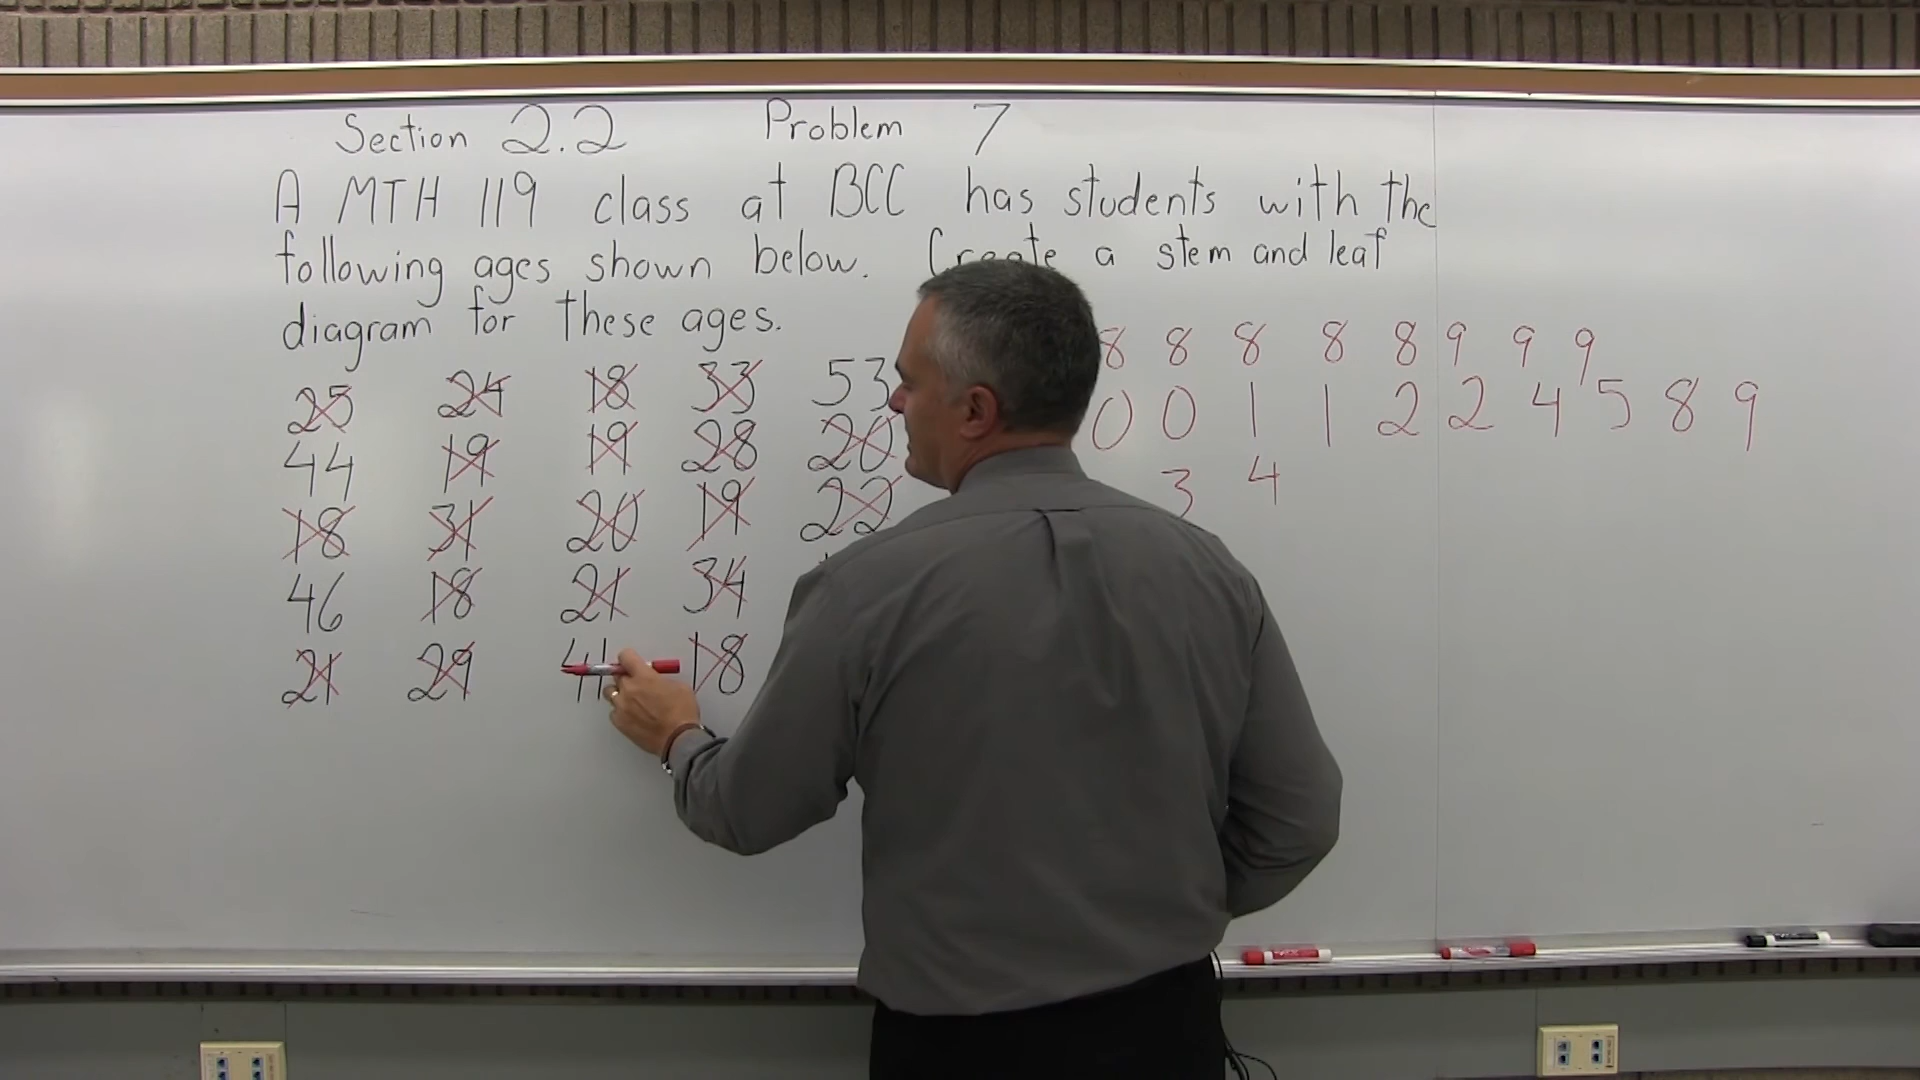 Section 2.2 Problem 7
A MTH 119 class at BCC has students with the
following ages shown below. Create a stem and leaf
diagram for these ages.
8 8 8 8 8 9 9 9
25 24 18 33 53
0 0 1 1 2 2 4 5 8 9
44 19 19 28 20
3 4
18 31 20 19 22
46 18 21 34
21 29 41 18